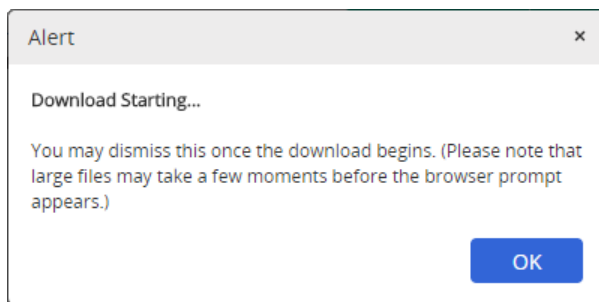 Alert ×
Download Starting...
You may dismiss this once the download begins. (Please note that
large files may take a few moments before the browser prompt
appears.)
OK